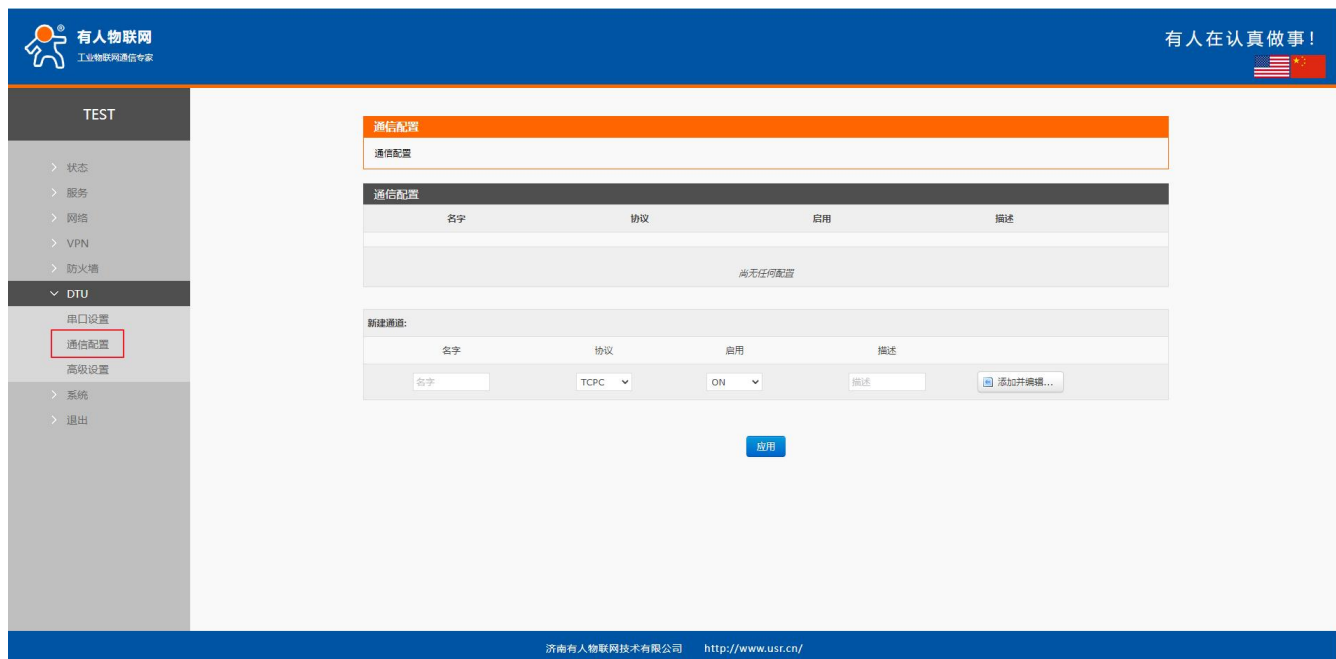 有人物联网
工业物联网通信专家
有人在认真做事!
TEST
状态
服务
网络
VPN
防火墙
DTU
串口设置
通信配置
高级设置
系统
退出
通信配置
通信配置
通信配置
名字 协议 启用 描述
尚无任何配置
新建通道:
名字 协议 启用 描述
名字 TCPC ON 描述 添加并编辑...
应用
济南有人物联网技术有限公司 http://www.usr.cn/